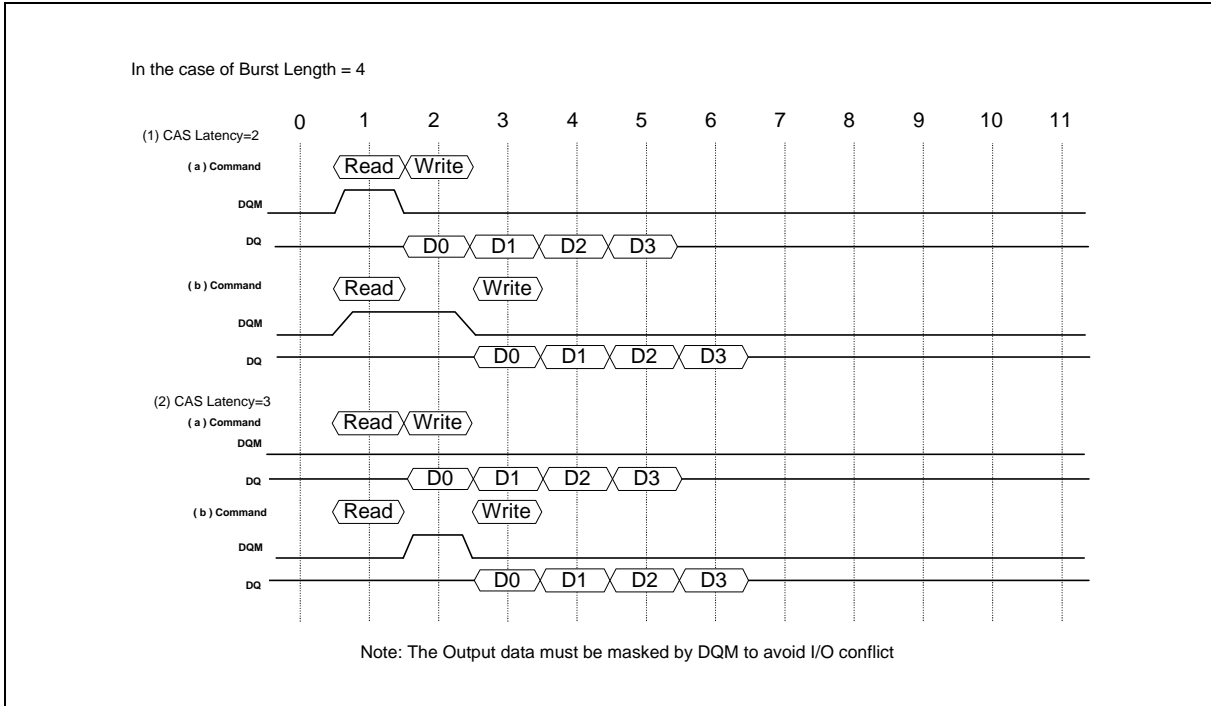 In the case of Burst Length = 4
0 1 2 3 4 5 6 7 8 9 10 11
(1) CAS Latency=2
( a ) Command Read Write
DQM
DQ D0 D1 D2 D3
( b ) Command Read Write
DQM
DQ D0 D1 D2 D3
(2) CAS Latency=3
( a ) Command Read Write
DQM
DQ D0 D1 D2 D3
( b ) Command Read Write
DQM
DQ D0 D1 D2 D3
Note: The Output data must be masked by DQM to avoid I/O conflict